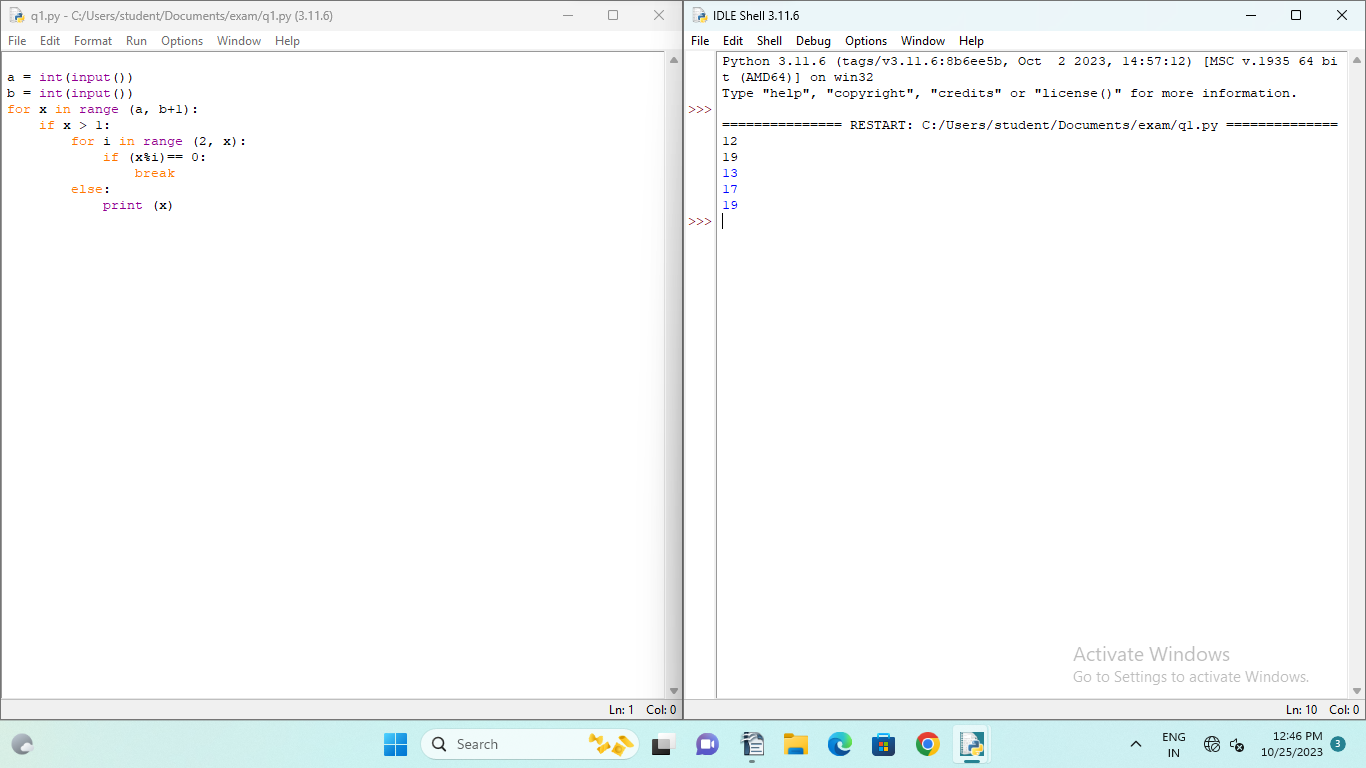 q1.py - C:/Users/student/Documents/exam/q1.py (3.11.6)
File Edit Format Run Options Window Help
a = int(input())
b = int(input())
for x in range (a, b+1):
    if x > 1:
        for i in range (2, x):
            if (x%i)== 0:
                break
        else:
            print (x)
Ln: 1 Col: 0
IDLE Shell 3.11.6
File Edit Shell Debug Options Window Help
Python 3.11.6 (tags/v3.11.6:8b6ee5b, Oct  2 2023, 14:57:12) [MSC v.1935 64 bi
t (AMD64)] on win32
Type "help", "copyright", "credits" or "license()" for more information.
>>>
=============== RESTART: C:/Users/student/Documents/exam/q1.py ==============
12
19
13
17
19
>>>
Activate Windows
Go to Settings to activate Windows.
Ln: 10 Col: 0
Search
ENG
IN
12:46 PM
10/25/2023
3